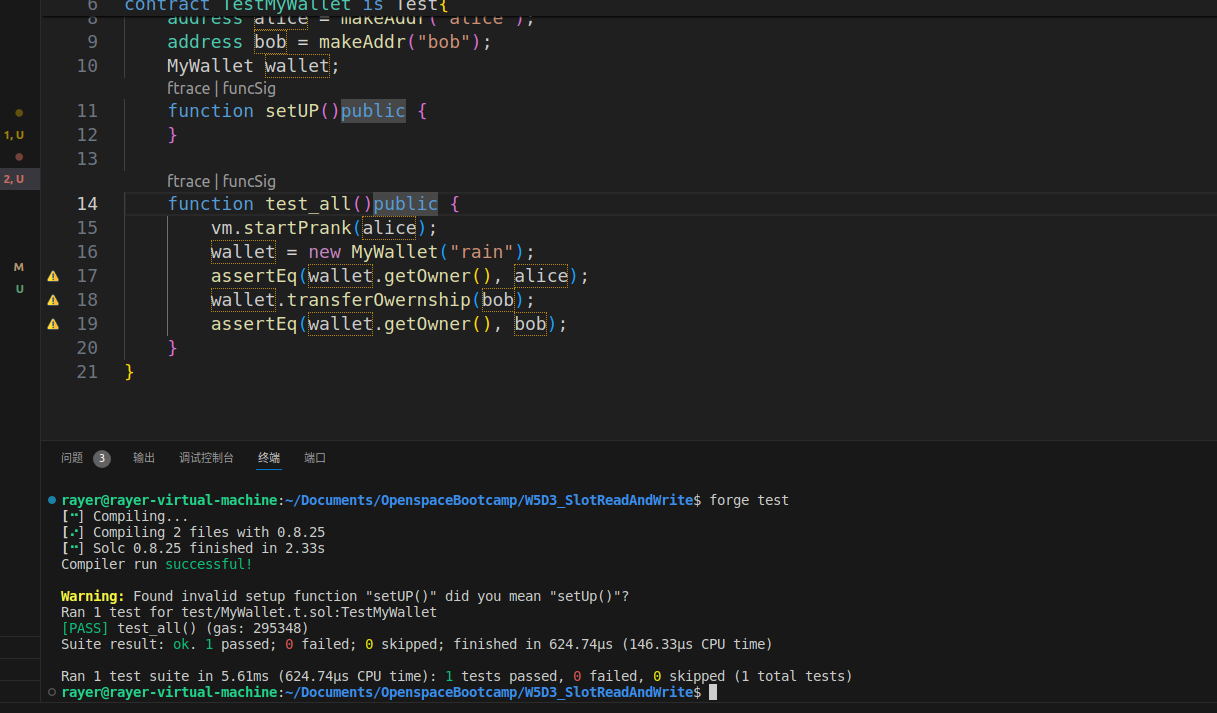 6 contract TestMyWallet is Test{
8 address alice = makeAddr("alice");
9 address bob = makeAddr("bob");
10 MyWallet wallet;
ftrace | funcSig
11 function setUP()public {
12 }
13
ftrace | funcSig
14 function test_all()public {
15 vm.startPrank(alice);
16 wallet = new MyWallet("rain");
17 assertEq(wallet.getOwner(), alice);
18 wallet.transferOwernship(bob);
19 assertEq(wallet.getOwner(), bob);
20 }
21 }
1, U
2, U
M
U
问题 3 输出 调试控制台 终端 端口
rayer@rayer-virtual-machine:~/Documents/OpenspaceBootcamp/W5D3_SlotReadAndWrite$ forge test
[⠒] Compiling...
[⠔] Compiling 2 files with 0.8.25
[⠒] Solc 0.8.25 finished in 2.33s
Compiler run successful!
Warning: Found invalid setup function "setUP()" did you mean "setUp()"?
Ran 1 test for test/MyWallet.t.sol:TestMyWallet
[PASS] test_all() (gas: 295348)
Suite result: ok. 1 passed; 0 failed; 0 skipped; finished in 624.74µs (146.33µs CPU time)
Ran 1 test suite in 5.61ms (624.74µs CPU time): 1 tests passed, 0 failed, 0 skipped (1 total tests)
rayer@rayer-virtual-machine:~/Documents/OpenspaceBootcamp/W5D3_SlotReadAndWrite$